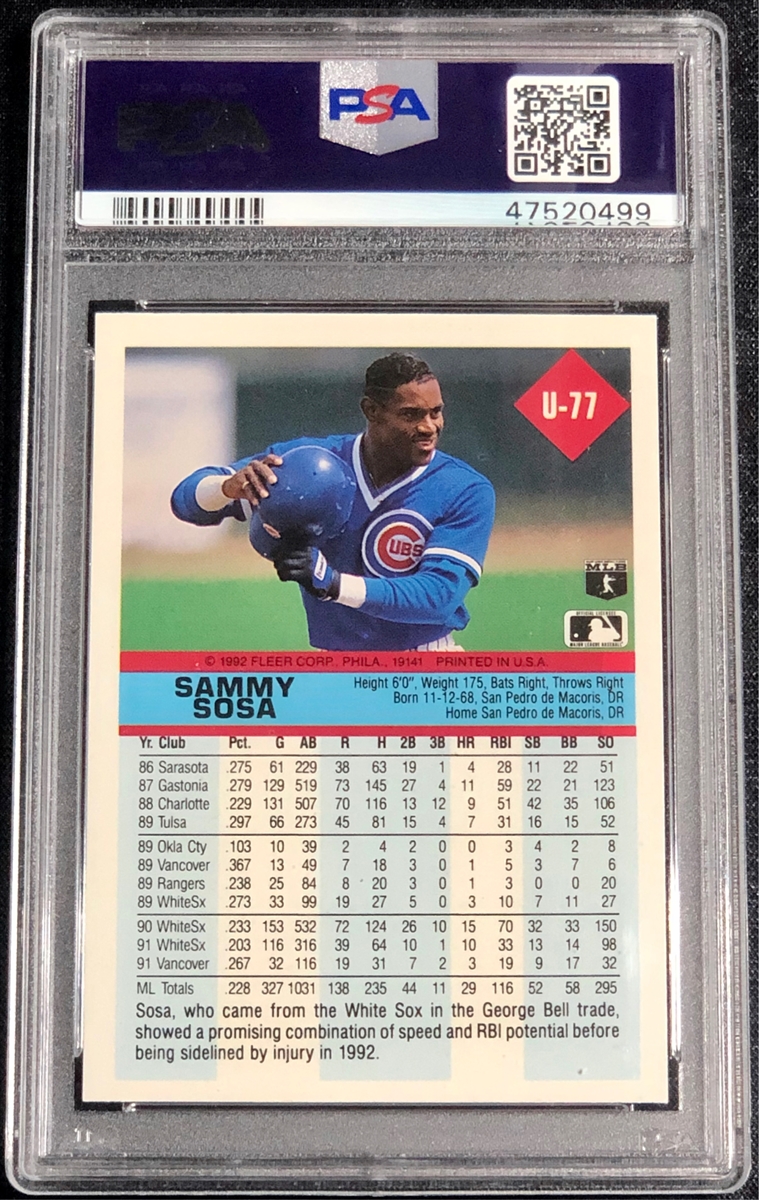 PSA
47520499
U-77
CUBS
MLB
OFFICIAL LICENSEE
MAJOR LEAGUE BASEBALL
© 1992 FLEER CORP., PHILA., 19141 PRINTED IN U.S.A.
SAMMY
SOSA
Height 6'0", Weight 175, Bats Right, Throws Right
Born 11-12-68, San Pedro de Macoris, DR
Home San Pedro de Macoris, DR
Yr. Club Pct. G AB R H 2B 3B HR RBI SB BB SO
86 Sarasota .275 61 229 38 63 19 1 4 28 11 22 51
87 Gastonia .279 129 519 73 145 27 4 11 59 22 21 123
88 Charlotte .229 131 507 70 116 13 12 9 51 42 35 106
89 Tulsa .297 66 273 45 81 15 4 7 31 16 15 52
89 Okla Cty .103 10 39 2 4 2 0 0 3 4 2 8
89 Vancover .367 13 49 7 18 3 0 1 5 3 7 6
89 Rangers .238 25 84 8 20 3 0 1 3 0 0 20
89 WhiteSx .273 33 99 19 27 5 0 3 10 7 11 27
90 WhiteSx .233 153 532 72 124 26 10 15 70 32 33 150
91 WhiteSx .203 116 316 39 64 10 1 10 33 13 14 98
91 Vancover .267 32 116 19 31 7 2 3 19 9 17 32
ML Totals .228 327 1031 138 235 44 11 29 116 52 58 295
Sosa, who came from the White Sox in the George Bell trade,
showed a promising combination of speed and RBI potential before
being sidelined by injury in 1992.